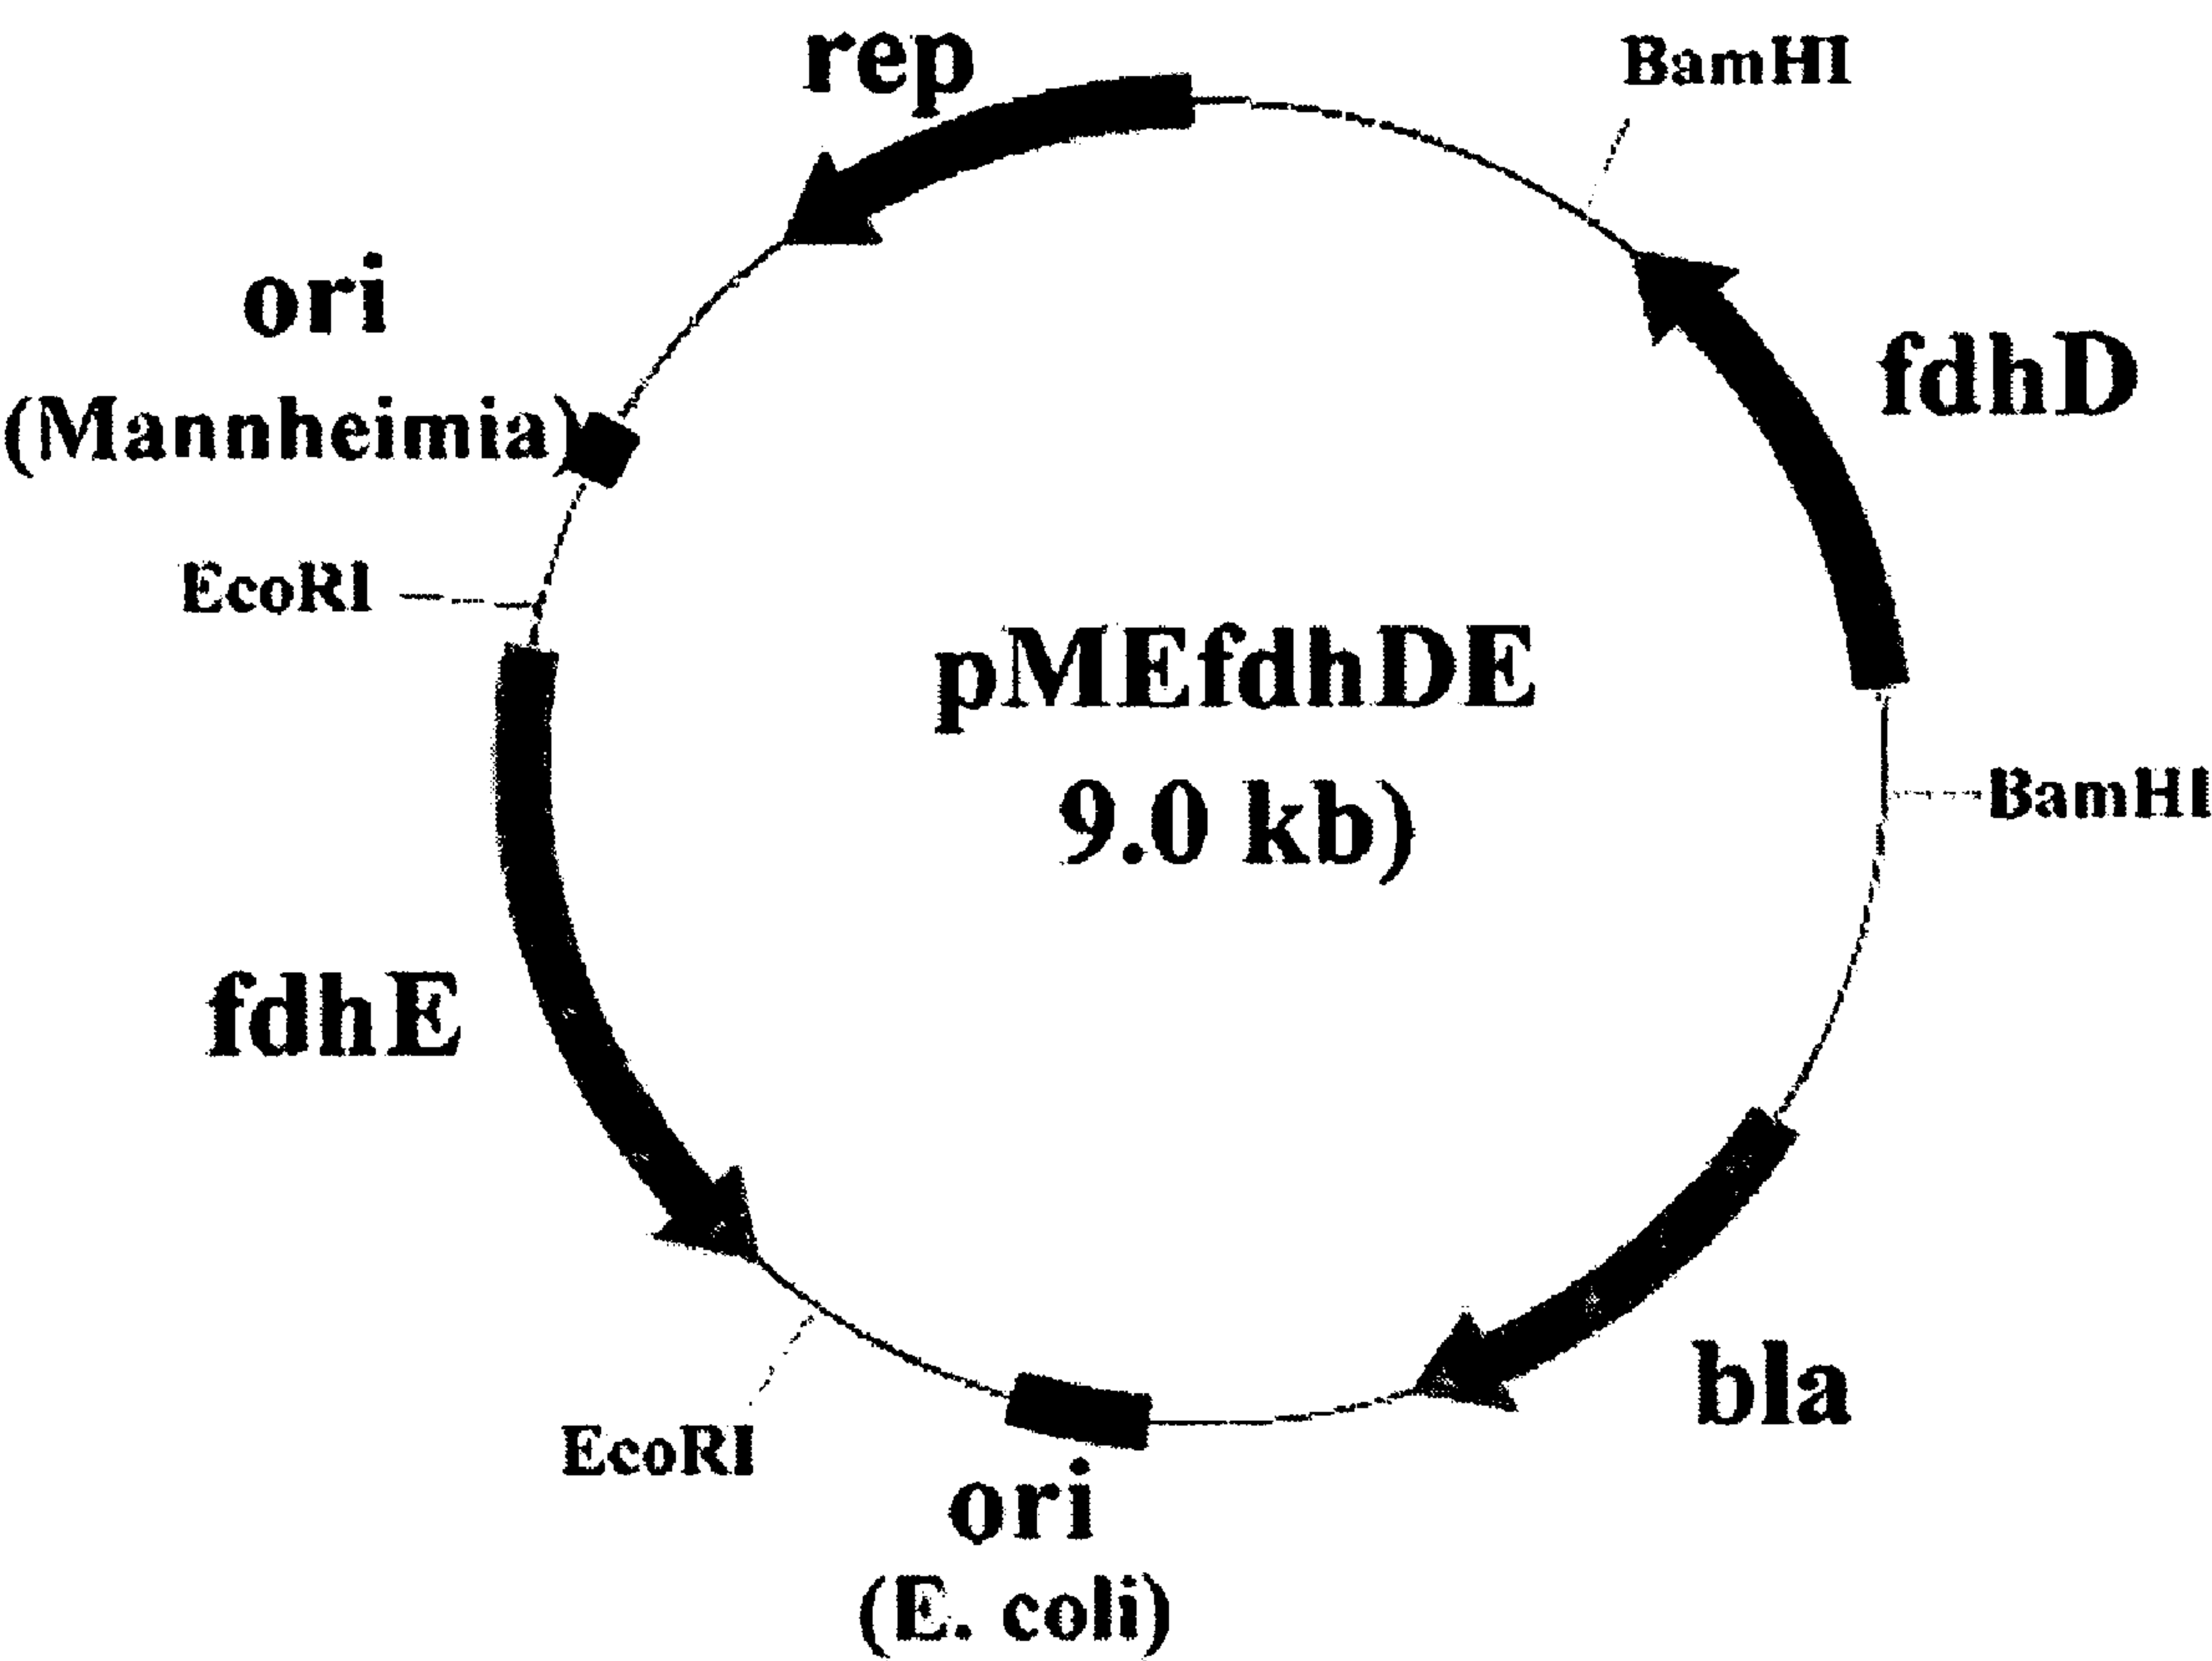 rep
BamHI
ori
(Mannheimia)
fdhD
EcoRI
pMEfdhDE
9.0 kb)
BamHI
fdhE
bla
EcoRI
ori
(E. coli)